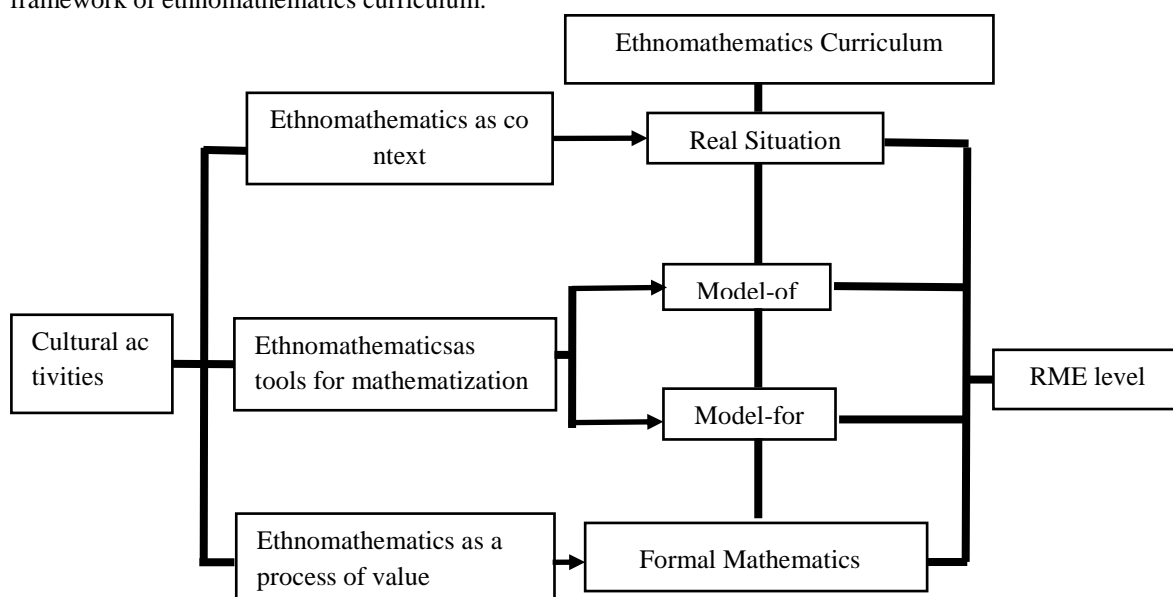 framework of ethnomathematics curriculum.
Ethnomathematics Curriculum
Ethnomathematics as co
ntext
Real Situation
Model-of
Cultural ac
tivities
Ethnomathematicsas
tools for mathematization
RME level
Model-for
Ethnomathematics as a
process of value
Formal Mathematics